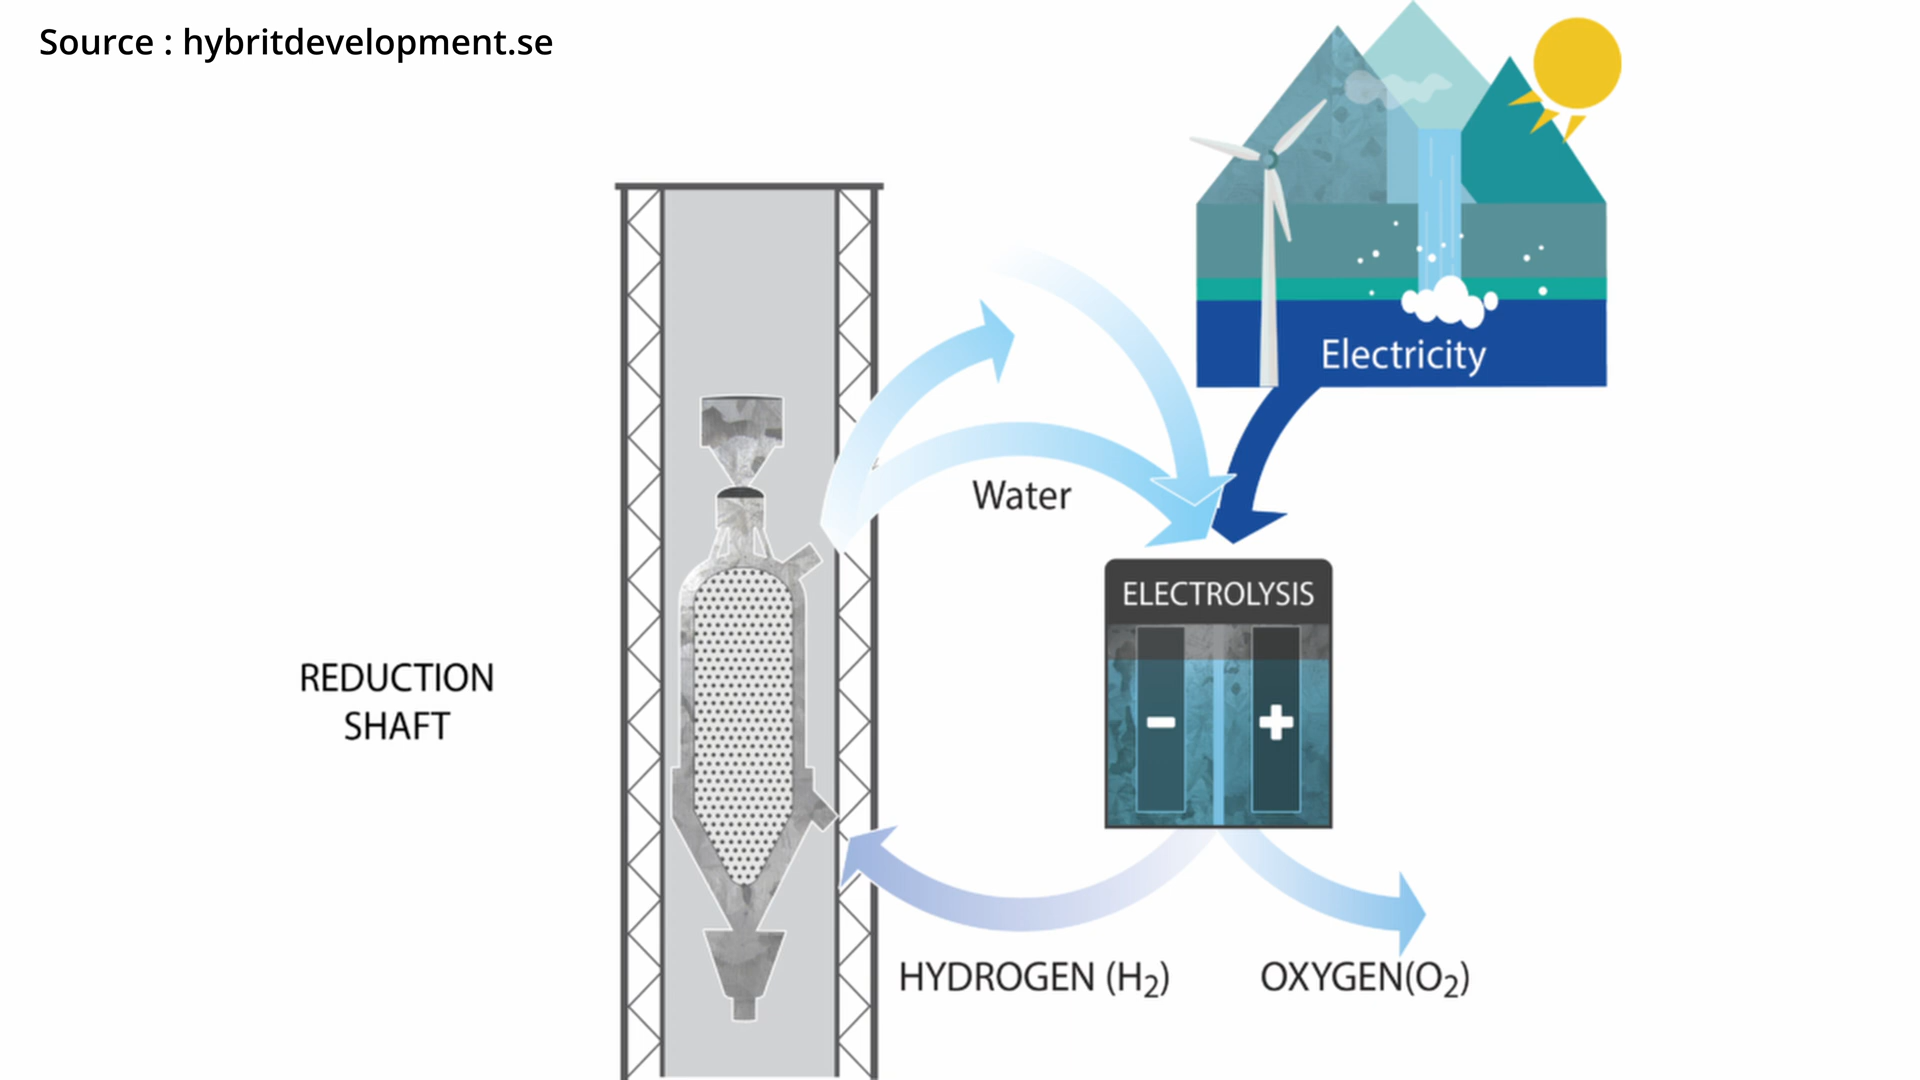 Source : hybritdevelopment.se
Electricity
Water
ELECTROLYSIS
REDUCTION
SHAFT
- +
HYDROGEN (H₂)
OXYGEN(O₂)